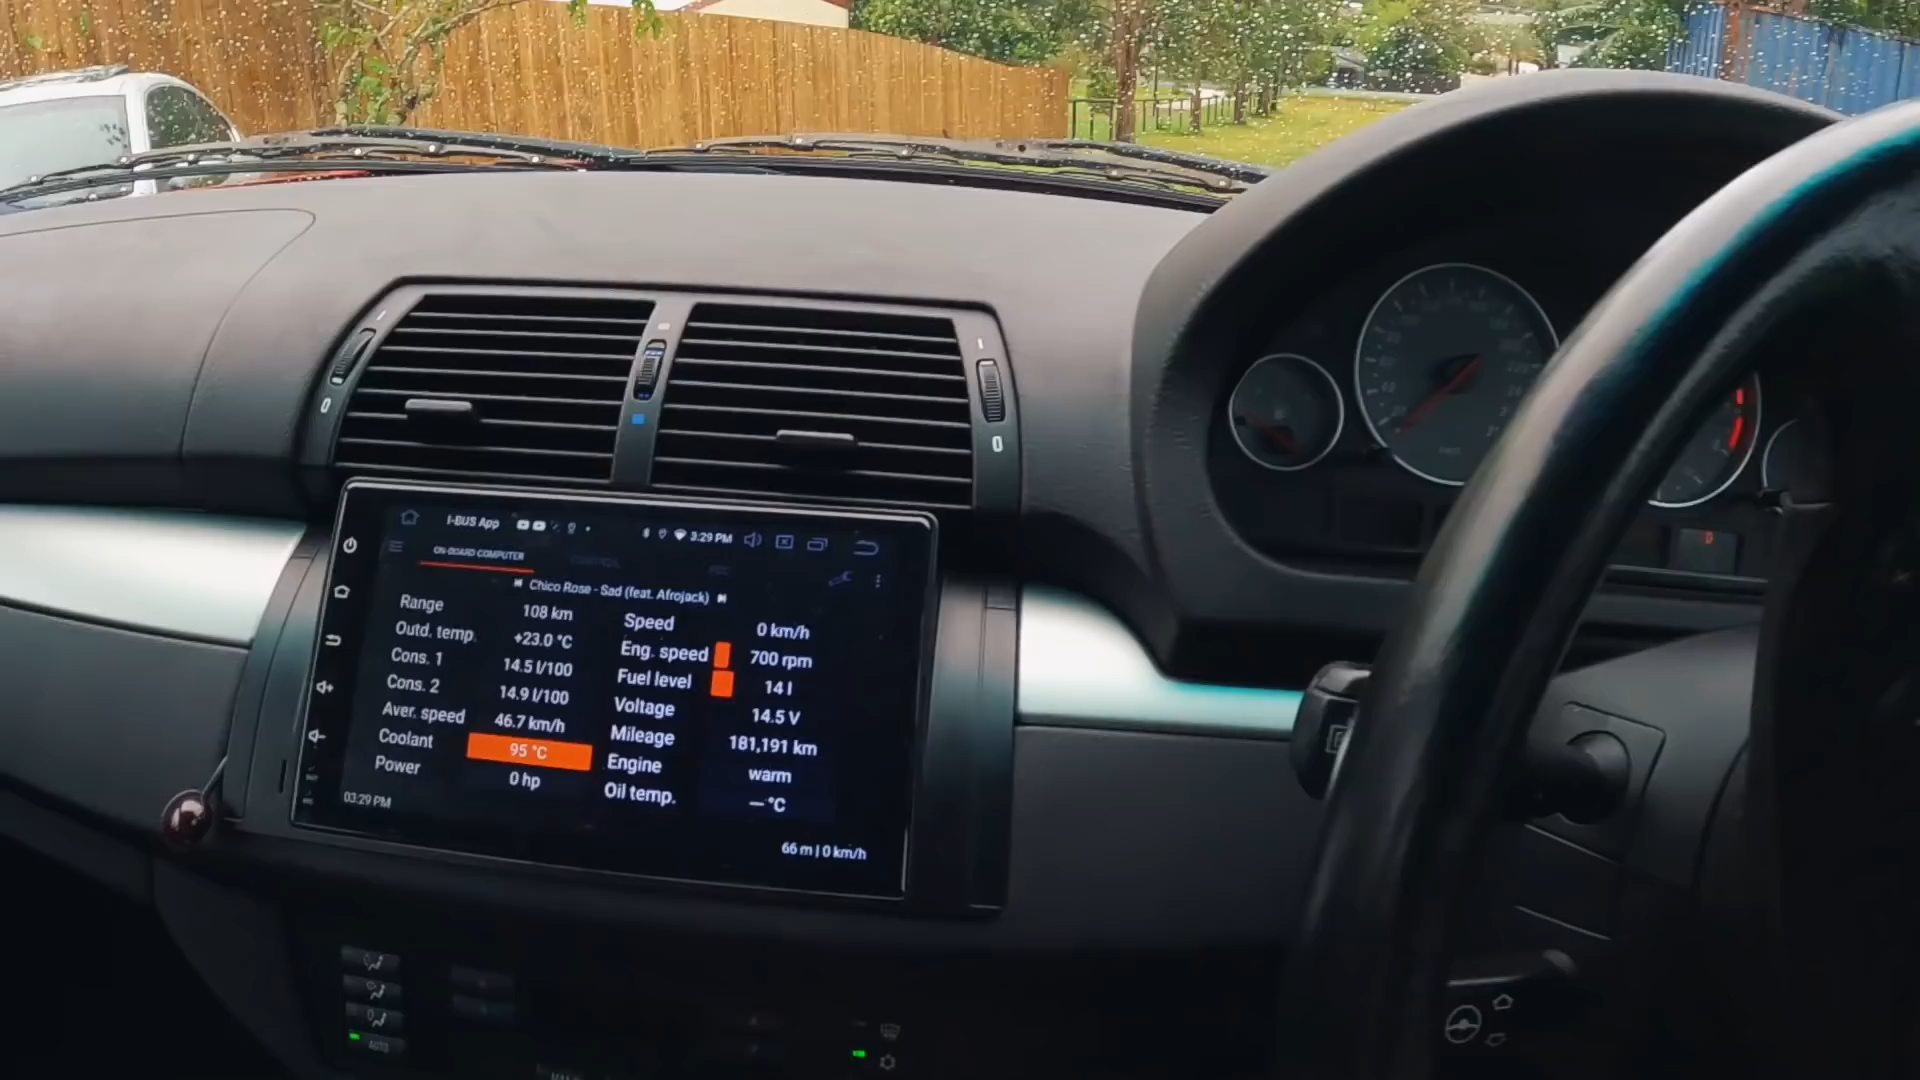 I-BUS App 3:29 PM
ON-BOARD COMPUTER
Chico Rose - Sad (feat. Afrojack)
Range 108 km
Outd. temp. +23.0 °C
Cons. 1 14.5 l/100
Cons. 2 14.9 l/100
Aver. speed 46.7 km/h
Coolant 95 °C
Power 0 hp
Speed 0 km/h
Eng. speed 700 rpm
Fuel level 14 l
Voltage 14.5 V
Mileage 181,191 km
Engine warm
Oil temp. — °C
03:29 PM
66 m | 0 km/h
0
0
AUTO